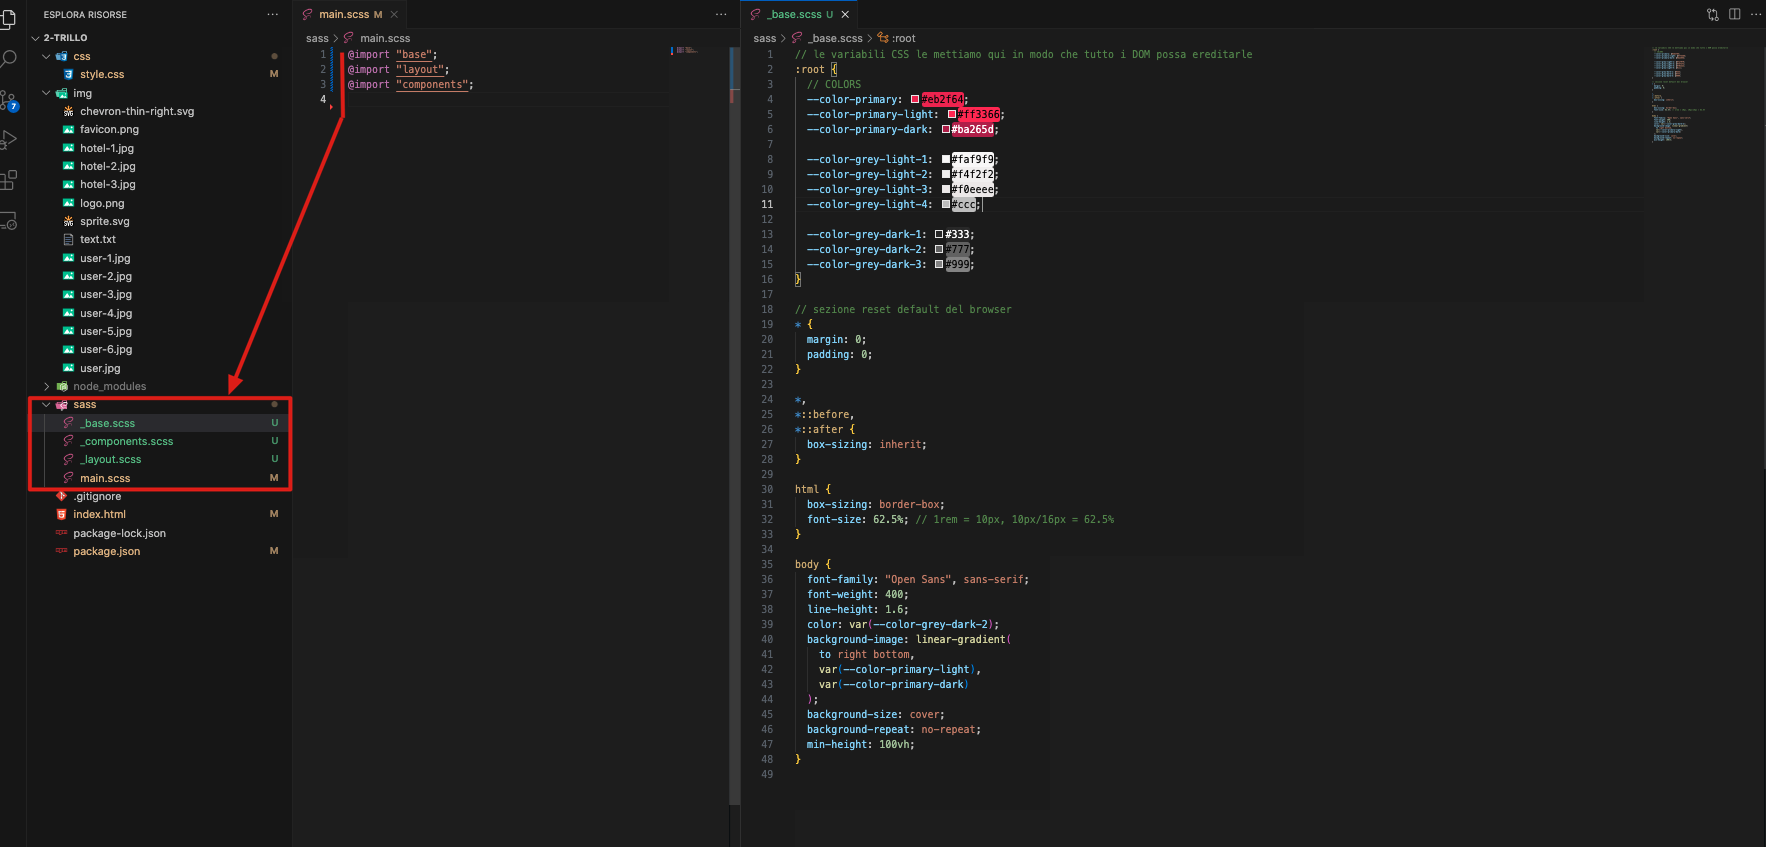 ESPLORA RISORSE
2-TRILLO
css
style.css M
img
chevron-thin-right.svg
favicon.png
hotel-1.jpg
hotel-2.jpg
hotel-3.jpg
logo.png
sprite.svg
text.txt
user-1.jpg
user-2.jpg
user-3.jpg
user-4.jpg
user-5.jpg
user-6.jpg
user.jpg
node_modules
sass
_base.scss U
_components.scss U
_layout.scss U
main.scss M
.gitignore
index.html M
package-lock.json
package.json M
7
main.scss M
sass > main.scss
1 @import "base";
2 @import "layout";
3 @import "components";
4
_base.scss U
sass > _base.scss > :root
1 // le variabili CSS le mettiamo qui in modo che tutto i DOM possa ereditarle
2 :root {
3 // COLORS
4 --color-primary: #eb2f64;
5 --color-primary-light: #ff3366;
6 --color-primary-dark: #ba265d;
7
8 --color-grey-light-1: #faf9f9;
9 --color-grey-light-2: #f4f2f2;
10 --color-grey-light-3: #f0eeee;
11 --color-grey-light-4: #ccc;
12
13 --color-grey-dark-1: #333;
14 --color-grey-dark-2: #777;
15 --color-grey-dark-3: #999;
16 }
17
18 // sezione reset default del browser
19 * {
20 margin: 0;
21 padding: 0;
22 }
23
24 *,
25 *::before,
26 *::after {
27 box-sizing: inherit;
28 }
29
30 html {
31 box-sizing: border-box;
32 font-size: 62.5%; // 1rem = 10px, 10px/16px = 62.5%
33 }
34
35 body {
36 font-family: "Open Sans", sans-serif;
37 font-weight: 400;
38 line-height: 1.6;
39 color: var(--color-grey-dark-2);
40 background-image: linear-gradient(
41 to right bottom,
42 var(--color-primary-light),
43 var(--color-primary-dark)
44 );
45 background-size: cover;
46 background-repeat: no-repeat;
47 min-height: 100vh;
48 }
49